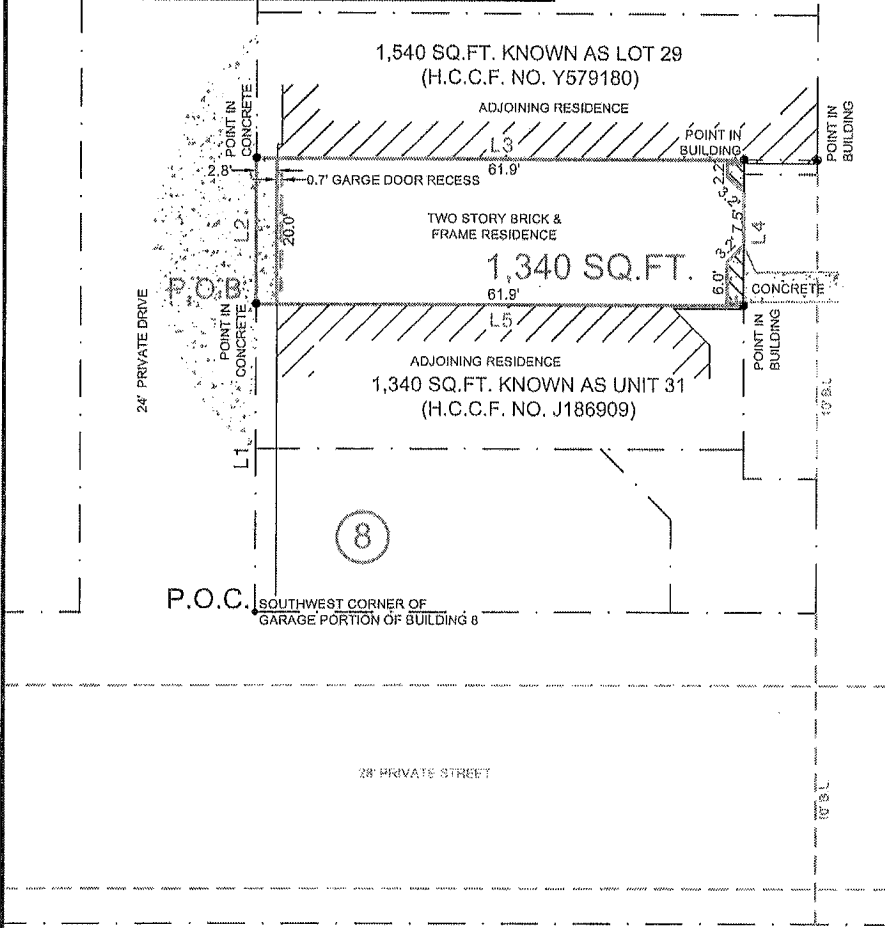 1,540 SQ.FT. KNOWN AS LOT 29
(H.C.C.F. NO. Y579180)
ADJOINING RESIDENCE
POINT IN
CONCRETE
L3
POINT IN
BUILDING
POINT IN
BUILDING
2.8'
61.9'
0.7' GARGE DOOR RECESS
2.2'
3.2'
L2
20.0'
TWO STORY BRICK &
FRAME RESIDENCE
7.5'
L4
3.2'
1,340 SQ.FT.
6.0'
P.O.B.
61.9'
CONCRETE
24' PRIVATE DRIVE
POINT IN
CONCRETE
L5
POINT IN
BUILDING
ADJOINING RESIDENCE
1,340 SQ.FT. KNOWN AS UNIT 31
(H.C.C.F. NO. J186909)
10' B.L.
L1
8
P.O.C.
SOUTHWEST CORNER OF
GARAGE PORTION OF BUILDING 8
28' PRIVATE STREET
10' B.L.